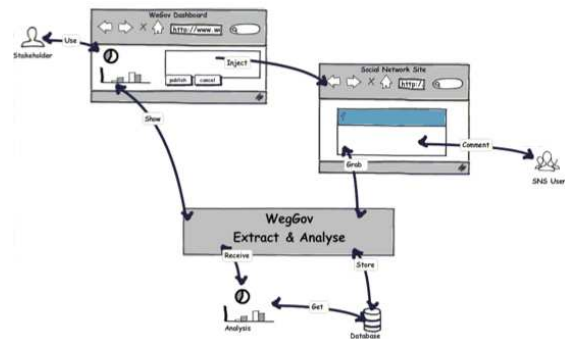 WeGov Dashboard
http://www.we
Use
Stakeholder
Inject
publish
cancel
Social Network Site
http:/
Show
Comment
Grab
SNS User
WegGov
Extract & Analyse
Receive
Store
Get
Analysis
Database